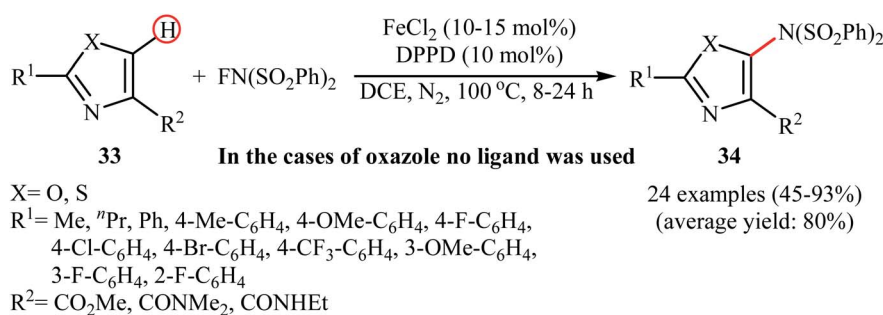 X
H
R¹
N
R²
33
+ FN(SO₂Ph)₂
FeCl₂ (10-15 mol%)
DPPD (10 mol%)
DCE, N₂, 100 °C, 8-24 h
X
N(SO₂Ph)₂
R¹
N
R²
34
In the cases of oxazole no ligand was used
X= O, S
R¹= Me, ⁿPr, Ph, 4-Me-C₆H₄, 4-OMe-C₆H₄, 4-F-C₆H₄,
4-Cl-C₆H₄, 4-Br-C₆H₄, 4-CF₃-C₆H₄, 3-OMe-C₆H₄,
3-F-C₆H₄, 2-F-C₆H₄
R²= CO₂Me, CONMe₂, CONHEt
24 examples (45-93%)
(average yield: 80%)